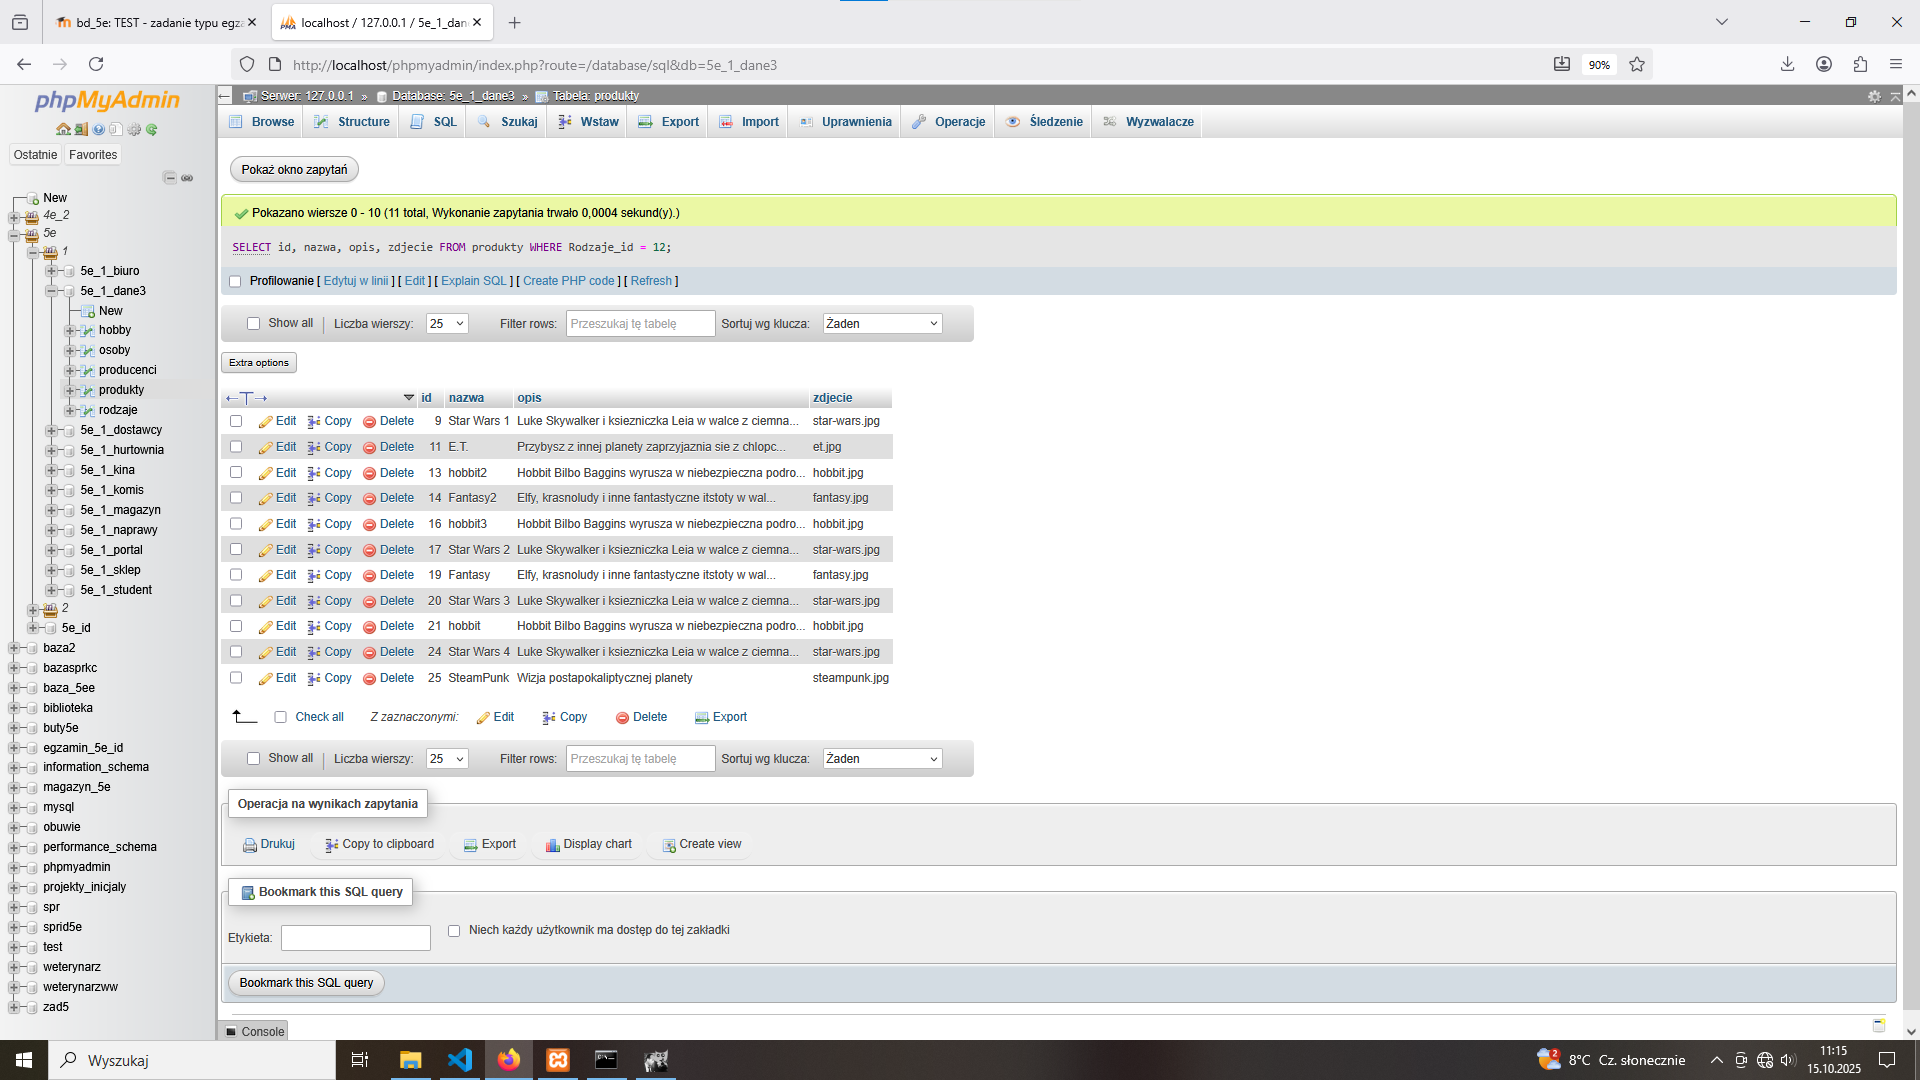 bd_5e: TEST - zadanie typu egza
localhost / 127.0.0.1 / 5e_1_dan
http://localhost/phpmyadmin/index.php?route=/database/sql&db=5e_1_dane3
90%
phpMyAdmin
Ostatnie Favorites
New
4e_2
5e
1
5e_1_biuro
5e_1_dane3
New
hobby
osoby
producenci
produkty
rodzaje
5e_1_dostawcy
5e_1_hurtownia
5e_1_kina
5e_1_komis
5e_1_magazyn
5e_1_naprawy
5e_1_portal
5e_1_sklep
5e_1_student
2
5e_id
baza2
bazasprkc
baza_5ee
biblioteka
buty5e
egzamin_5e_id
information_schema
magazyn_5e
mysql
obuwie
performance_schema
phpmyadmin
projekty_inicjaly
spr
sprid5e
test
weterynarz
weterynarzww
zad5
Serwer: 127.0.0.1 » Database: 5e_1_dane3 » Tabela: produkty
Browse Structure SQL Szukaj Wstaw Export Import Uprawnienia Operacje Śledzenie Wyzwalacze
Pokaż okno zapytań
Pokazano wiersze 0 - 10 (11 total, Wykonanie zapytania trwało 0,0004 sekund(y).)
SELECT id, nazwa, opis, zdjecie FROM produkty WHERE Rodzaje_id = 12;
Profilowanie [ Edytuj w linii ] [ Edit ] [ Explain SQL ] [ Create PHP code ] [ Refresh ]
Show all Liczba wierszy: 25 Filter rows: Przeszukaj tę tabelę Sortuj wg klucza: Żaden
Extra options
←T→ id nazwa opis zdjecie
Edit Copy Delete 9 Star Wars 1 Luke Skywalker i ksiezniczka Leia w walce z ciemna... star-wars.jpg
Edit Copy Delete 11 E.T. Przybysz z innej planety zaprzyjaznia sie z chlopc... et.jpg
Edit Copy Delete 13 hobbit2 Hobbit Bilbo Baggins wyrusza w niebezpieczna podro... hobbit.jpg
Edit Copy Delete 14 Fantasy2 Elfy, krasnoludy i inne fantastyczne itstoty w wal... fantasy.jpg
Edit Copy Delete 16 hobbit3 Hobbit Bilbo Baggins wyrusza w niebezpieczna podro... hobbit.jpg
Edit Copy Delete 17 Star Wars 2 Luke Skywalker i ksiezniczka Leia w walce z ciemna... star-wars.jpg
Edit Copy Delete 19 Fantasy Elfy, krasnoludy i inne fantastyczne itstoty w wal... fantasy.jpg
Edit Copy Delete 20 Star Wars 3 Luke Skywalker i ksiezniczka Leia w walce z ciemna... star-wars.jpg
Edit Copy Delete 21 hobbit Hobbit Bilbo Baggins wyrusza w niebezpieczna podro... hobbit.jpg
Edit Copy Delete 24 Star Wars 4 Luke Skywalker i ksiezniczka Leia w walce z ciemna... star-wars.jpg
Edit Copy Delete 25 SteamPunk Wizja postapokaliptycznej planety steampunk.jpg
Check all Z zaznaczonymi: Edit Copy Delete Export
Show all Liczba wierszy: 25 Filter rows: Przeszukaj tę tabelę Sortuj wg klucza: Żaden
Operacja na wynikach zapytania
Drukuj Copy to clipboard Export Display chart Create view
Bookmark this SQL query
Etykieta: Niech każdy użytkownik ma dostęp do tej zakładki
Bookmark this SQL query
Console
Wyszukaj
2
8°C Cz. słonecznie
11:15
15.10.2025